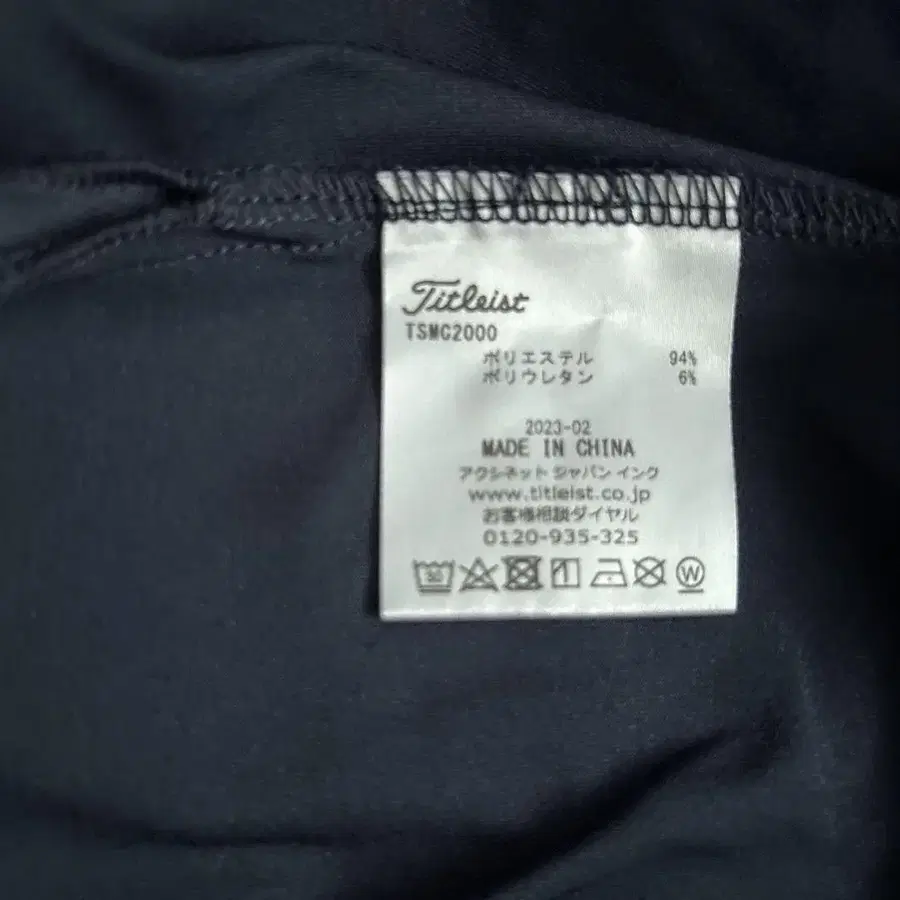 Titleist
TSMC2000
ポリエステル 94%
ポリウレタン 6%
2023-02
MADE IN CHINA
アクシネット ジャパン インク
www.titleist.co.jp
お客様相談ダイヤル
0120-935-325
W